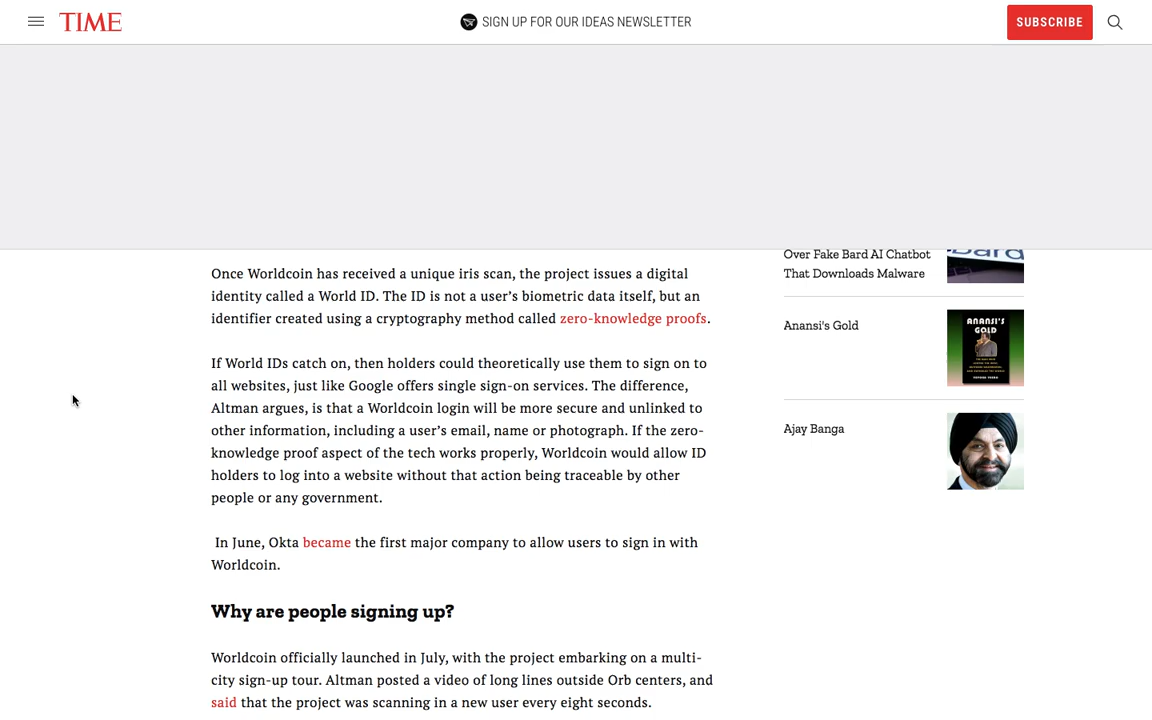 TIME
SIGN UP FOR OUR IDEAS NEWSLETTER
SUBSCRIBE
Once Worldcoin has received a unique iris scan, the project issues a digital
identity called a World ID. The ID is not a user’s biometric data itself, but an
identifier created using a cryptography method called zero-knowledge proofs.
If World IDs catch on, then holders could theoretically use them to sign on to
all websites, just like Google offers single sign-on services. The difference,
Altman argues, is that a Worldcoin login will be more secure and unlinked to
other information, including a user’s email, name or photograph. If the zero-
knowledge proof aspect of the tech works properly, Worldcoin would allow ID
holders to log into a website without that action being traceable by other
people or any government.
In June, Okta became the first major company to allow users to sign in with
Worldcoin.
Why are people signing up?
Worldcoin officially launched in July, with the project embarking on a multi-
city sign-up tour. Altman posted a video of long lines outside Orb centers, and
said that the project was scanning in a new user every eight seconds.
Over Fake Bard AI Chatbot
That Downloads Malware
Anansi's Gold
ANANSI'S
GOLD
Ajay Banga